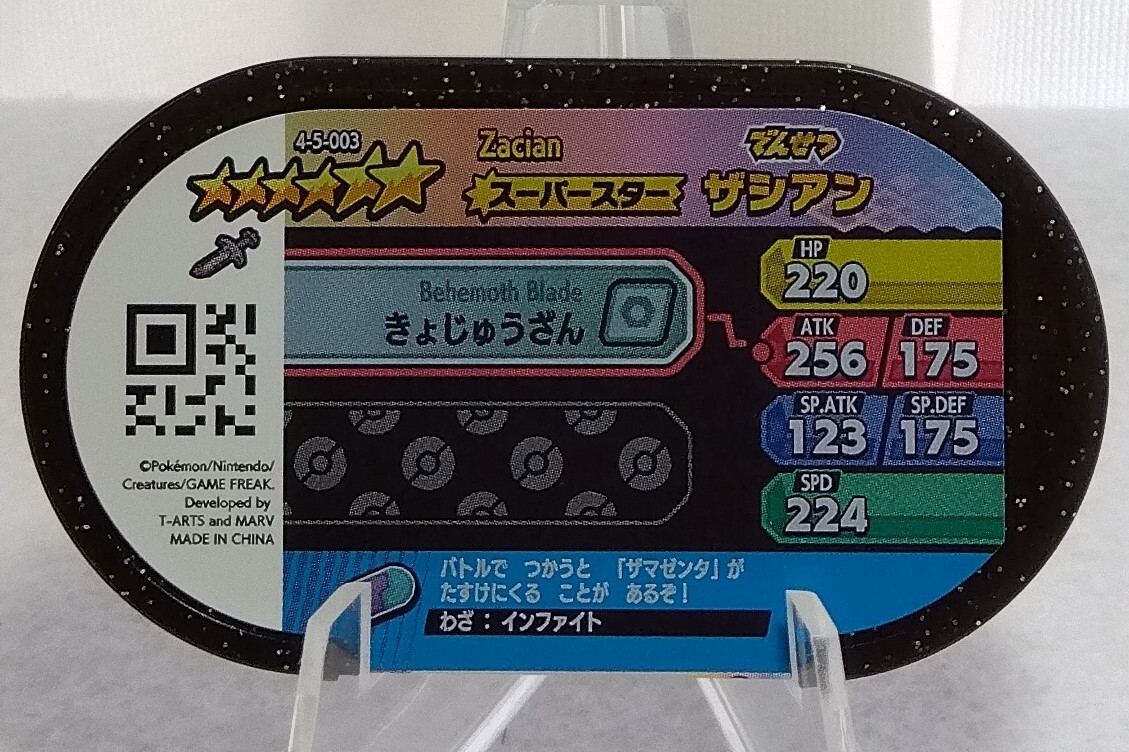 4-5-003
Zacian
でんせつ
スーパースター
ザシアン
Behemoth Blade
きょじゅうざん
HP
220
ATK
256
DEF
175
SP.ATK
123
SP.DEF
175
SPD
224
©Pokémon/Nintendo/
Creatures/GAME FREAK.
Developed by
T-ARTS and MARV
MADE IN CHINA
バトルで つかうと 「ザマゼンタ」が
たすけにくる ことが あるぞ!
わざ:インファイト